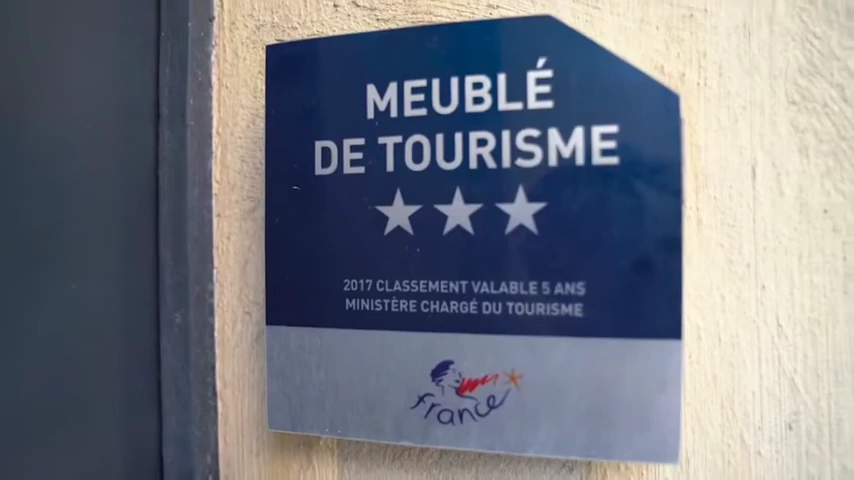 MEUBLÉ
DE TOURISME
2017 CLASSEMENT VALABLE 5 ANS
MINISTÈRE CHARGÉ DU TOURISME
france